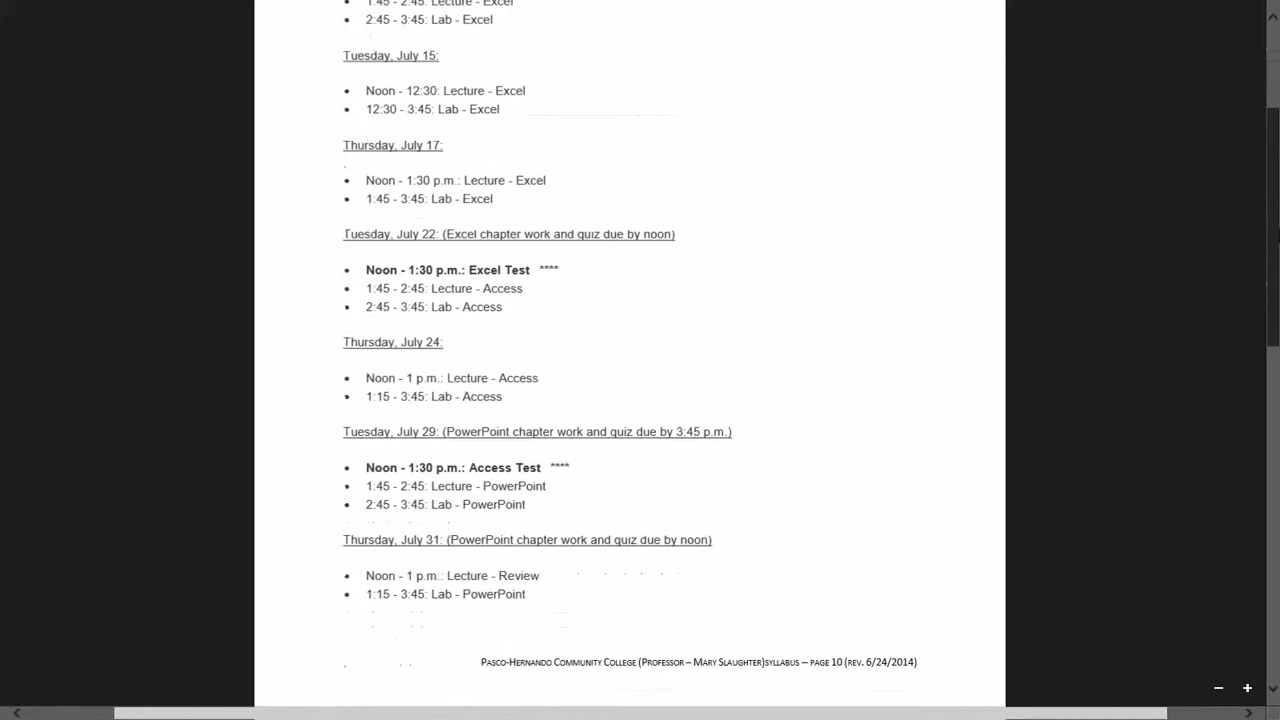 1:45 - 2:45: Lecture - Excel
2:45 - 3:45: Lab - Excel
Tuesday, July 15:
Noon - 12:30: Lecture - Excel
12:30 - 3:45: Lab - Excel
Thursday, July 17:
Noon - 1:30 p.m.: Lecture - Excel
1:45 - 3:45: Lab - Excel
Tuesday, July 22: (Excel chapter work and quiz due by noon)
Noon - 1:30 p.m.: Excel Test ****
1:45 - 2:45: Lecture - Access
2:45 - 3:45: Lab - Access
Thursday, July 24:
Noon - 1 p.m.: Lecture - Access
1:15 - 3:45: Lab - Access
Tuesday, July 29: (PowerPoint chapter work and quiz due by 3:45 p.m.)
Noon - 1:30 p.m.: Access Test ****
1:45 - 2:45: Lecture - PowerPoint
2:45 - 3:45: Lab - PowerPoint
Thursday, July 31: (PowerPoint chapter work and quiz due by noon)
Noon - 1 p.m.: Lecture - Review
1:15 - 3:45: Lab - PowerPoint
PASCO-HERNANDO COMMUNITY COLLEGE (PROFESSOR – MARY SLAUGHTER)SYLLABUS – PAGE 10 (REV. 6/24/2014)